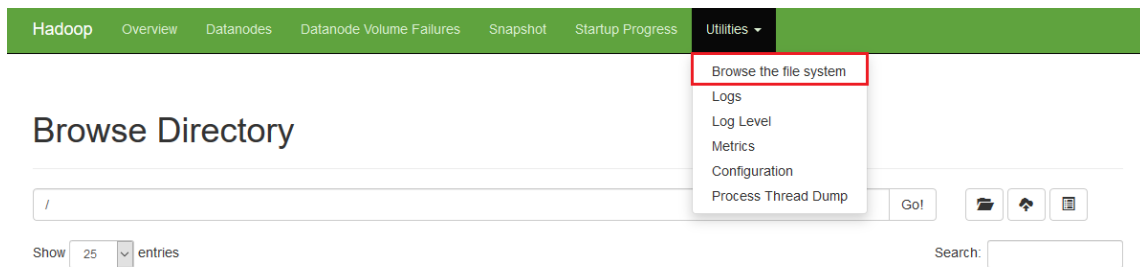 Hadoop Overview Datanodes Datanode Volume Failures Snapshot Startup Progress Utilities
Browse the file system
Logs
Log Level
Metrics
Configuration
Process Thread Dump
Browse Directory
/ Go!
Show 25 entries Search: